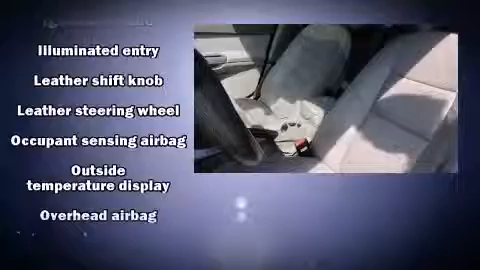 Illuminated entry
Leather shift knob
Leather steering wheel
Occupant sensing airbag
Outside
temperature display
Overhead airbag